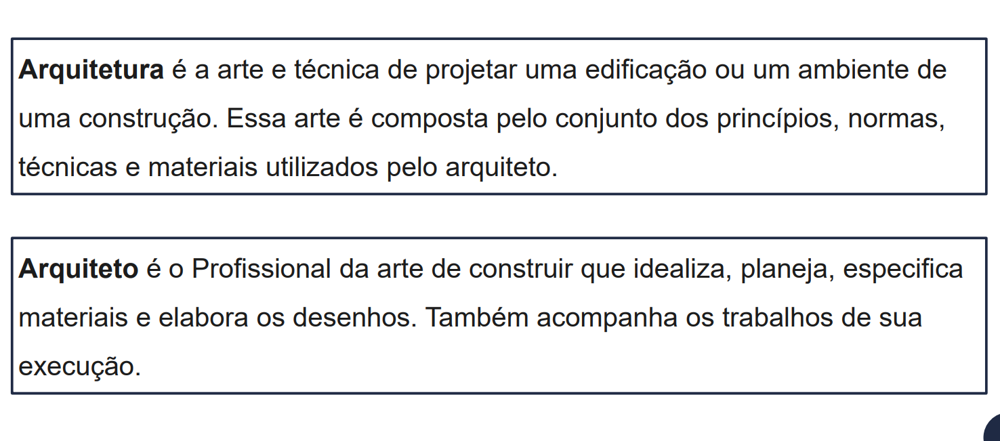 Arquitetura é a arte e técnica de projetar uma edificação ou um ambiente de
uma construção. Essa arte é composta pelo conjunto dos princípios, normas,
técnicas e materiais utilizados pelo arquiteto.
Arquiteto é o Profissional da arte de construir que idealiza, planeja, especifica
materiais e elabora os desenhos. Também acompanha os trabalhos de sua
execução.